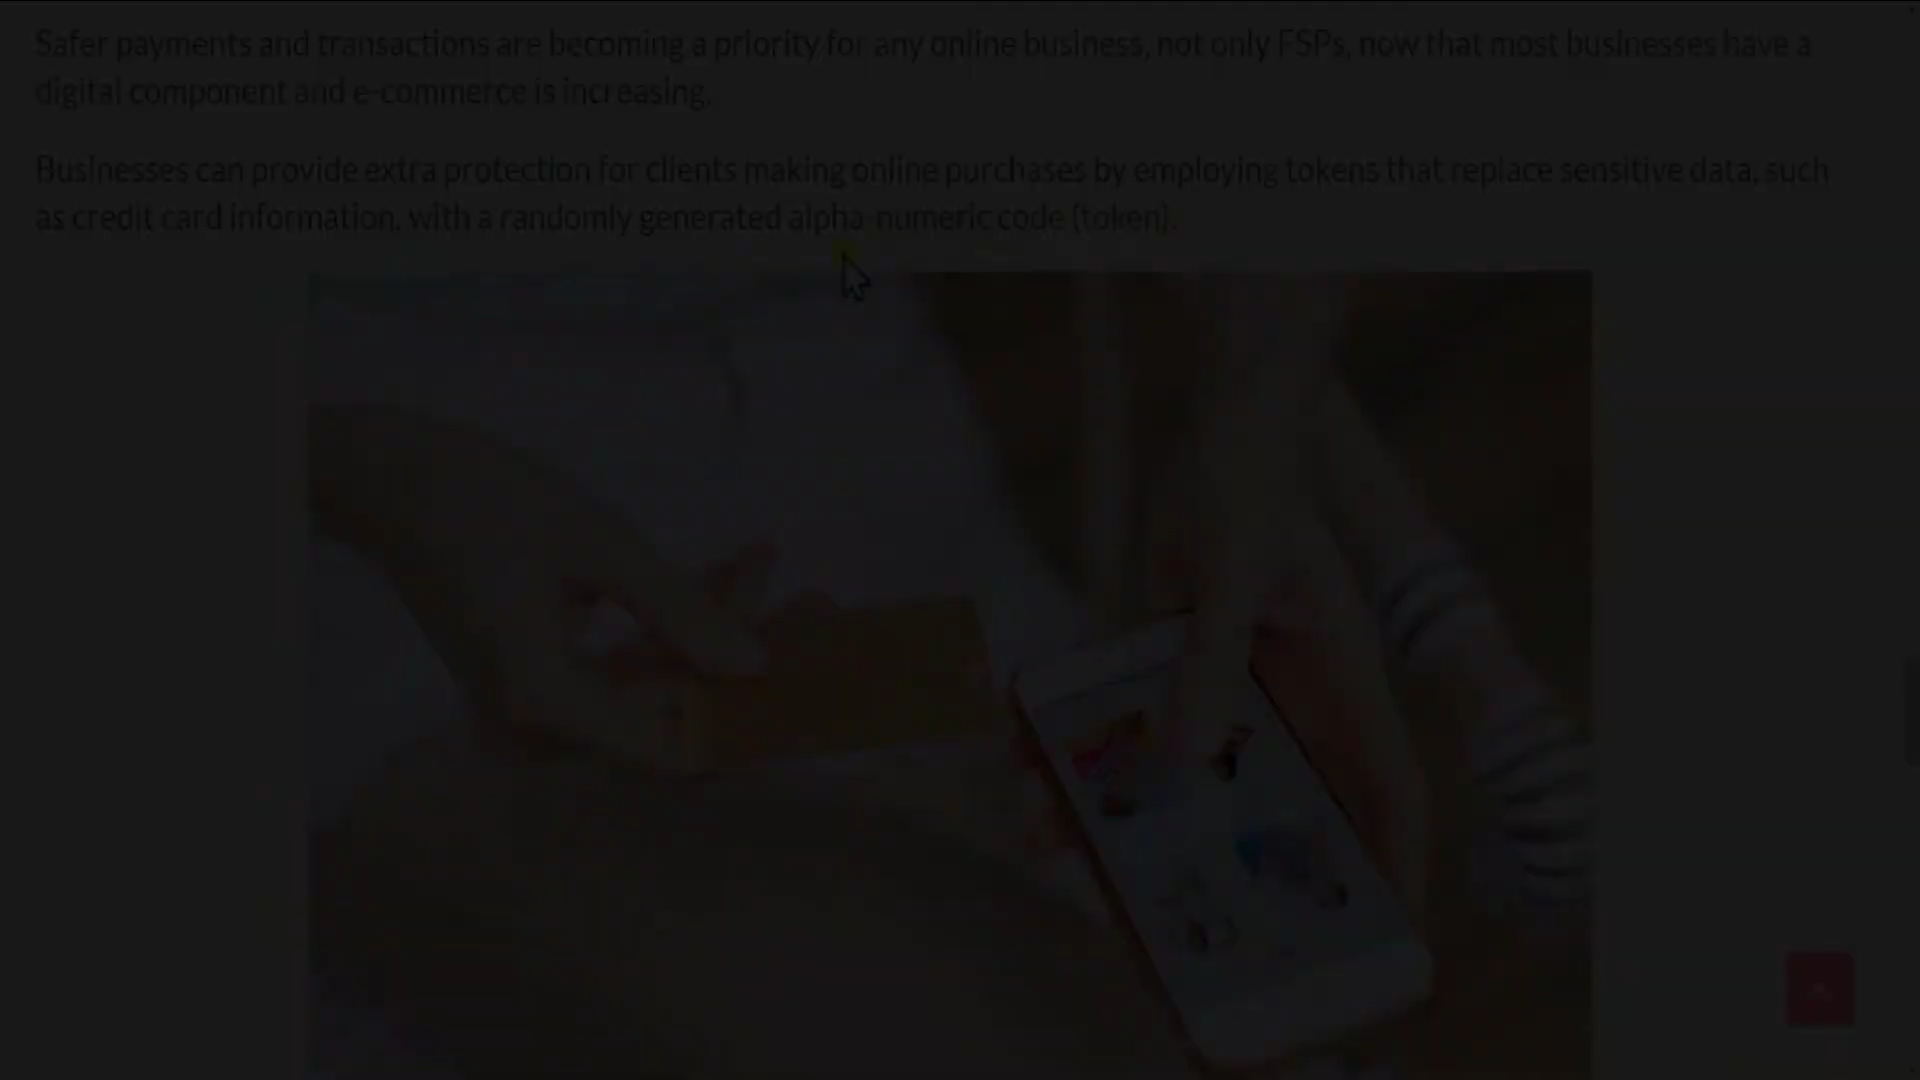 Safer payments and transactions are becoming a priority for any online business, not only FSPs, now that most businesses have a
digital component and e-commerce is increasing.
Businesses can provide extra protection for clients making online purchases by employing tokens that replace sensitive data, such
as credit card information, with a randomly generated alpha-numeric code (token).